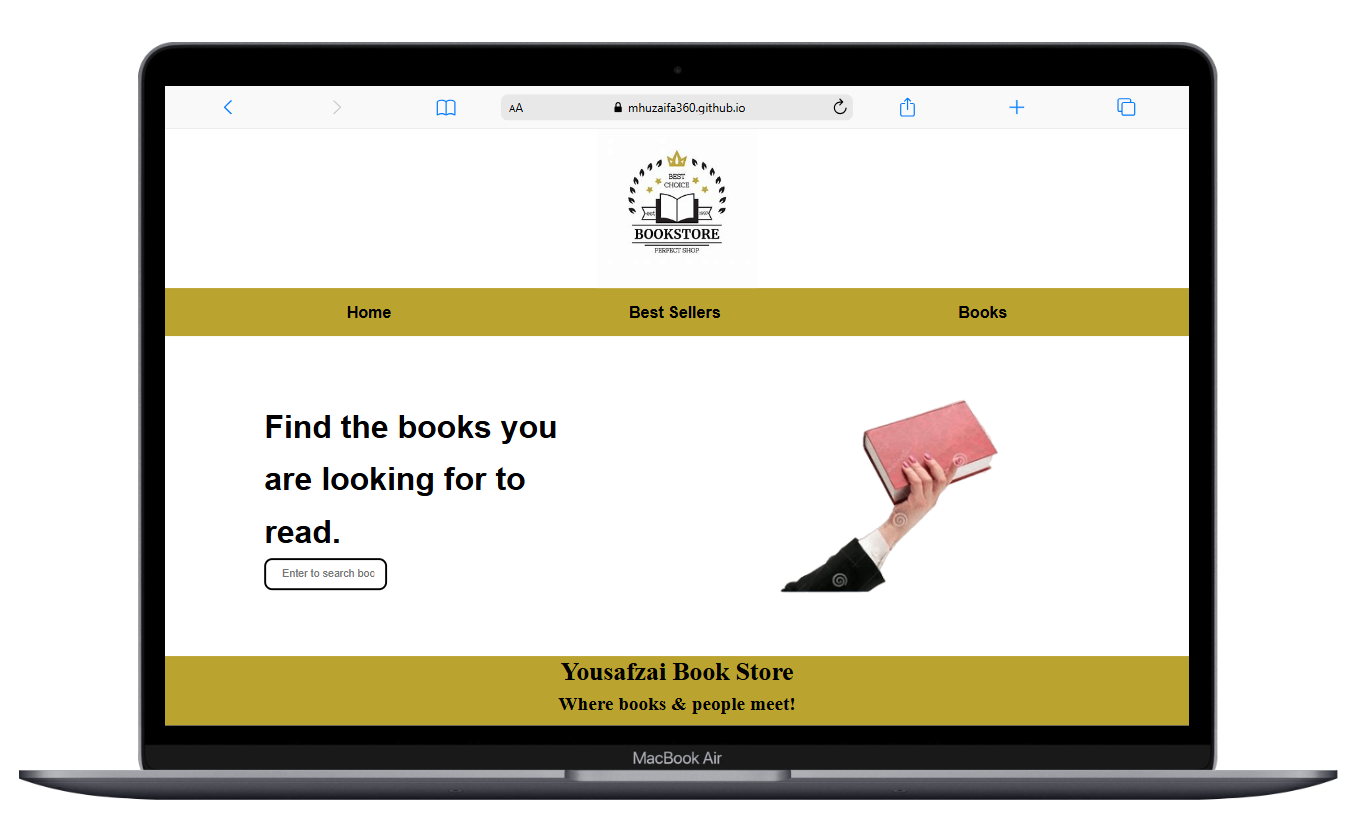 AA mhuzaifa360.github.io
BEST
CHOICE
est
BOOKSTORE
PERFECT SHOP
Home Best Sellers Books
Find the books you
are looking for to
read.
Enter to search boo
Yousafzai Book Store
Where books & people meet!
MacBook Air